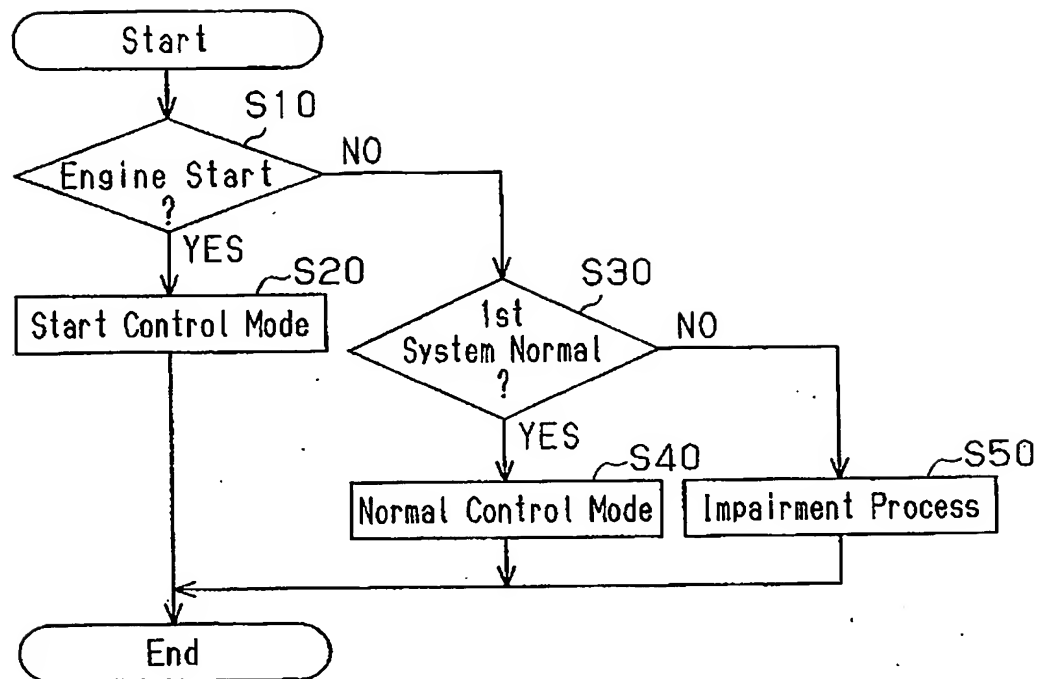 Start
S10
Engine Start
?
NO
YES
S20
Start Control Mode
S30
1st
System Normal
?
NO
YES
S40
Normal Control Mode
S50
Impairment Process
End